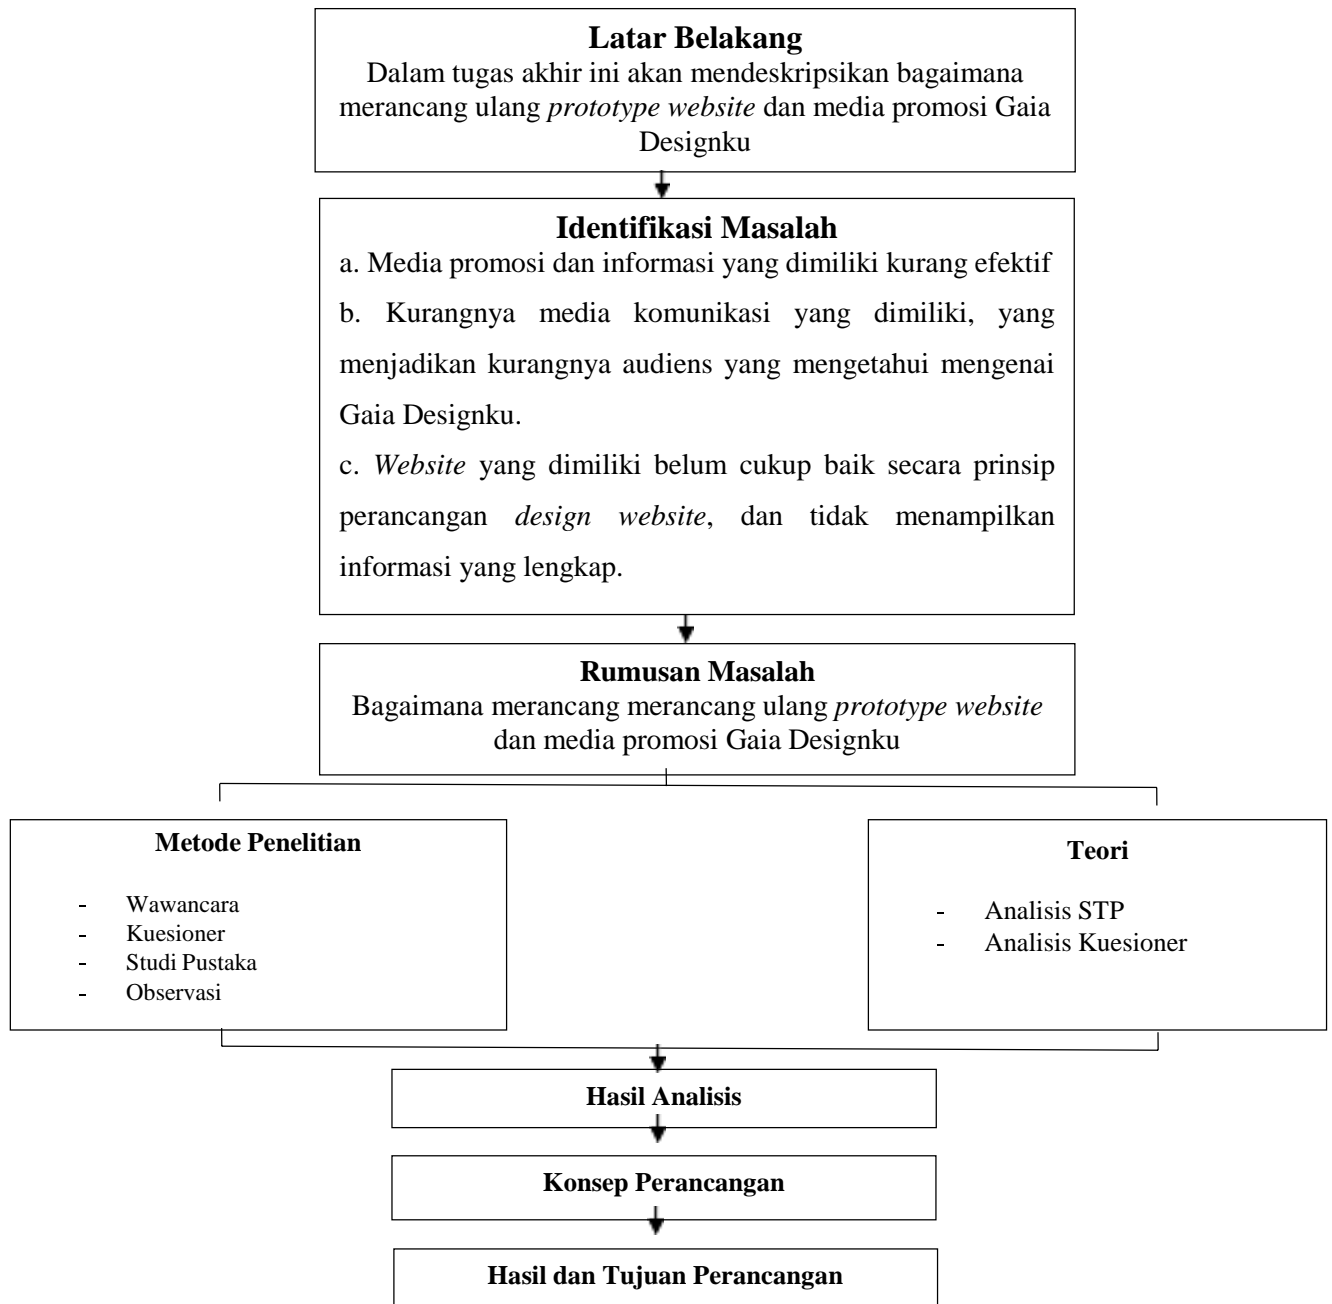 Latar Belakang
Dalam tugas akhir ini akan mendeskripsikan bagaimana
merancang ulang prototype website dan media promosi Gaia
Designku
Identifikasi Masalah
a. Media promosi dan informasi yang dimiliki kurang efektif
b. Kurangnya media komunikasi yang dimiliki, yang
menjadikan kurangnya audiens yang mengetahui mengenai
Gaia Designku.
c. Website yang dimiliki belum cukup baik secara prinsip
perancangan design website, dan tidak menampilkan
informasi yang lengkap.
Rumusan Masalah
Bagaimana merancang merancang ulang prototype website
dan media promosi Gaia Designku
Metode Penelitian
- Wawancara
- Kuesioner
- Studi Pustaka
- Observasi
Teori
- Analisis STP
- Analisis Kuesioner
Hasil Analisis
Konsep Perancangan
Hasil dan Tujuan Perancangan